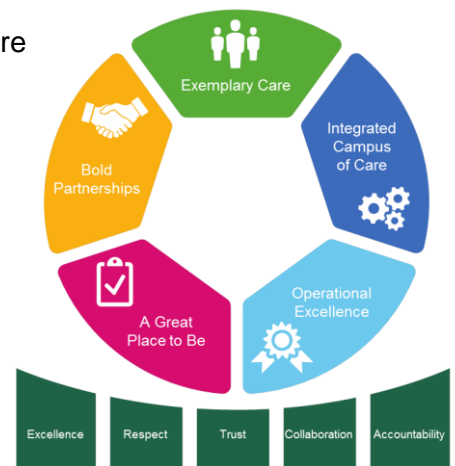 re
Exemplary Care
Integrated
Campus
of Care
Bold
Partnerships
Operational
Excellence
A Great
Place to Be
Excellence
Respect
Trust
Collaboration
Accountability